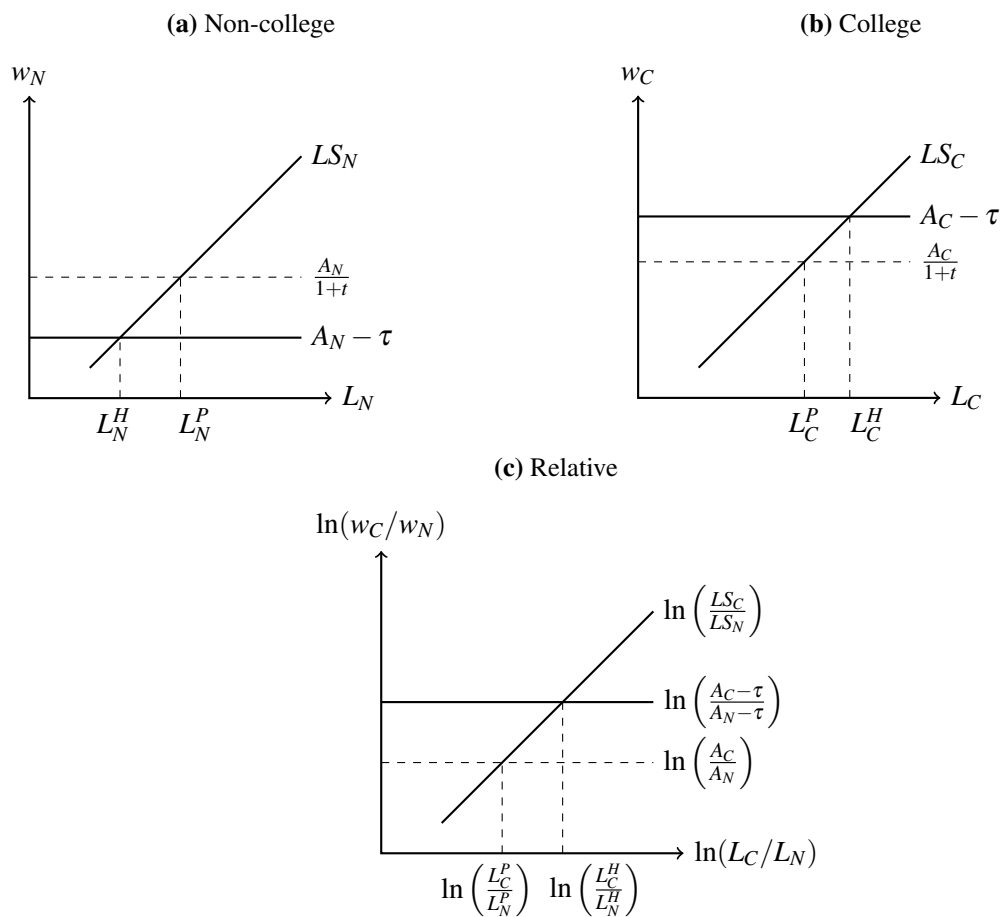 (a) Non-college
w_N
LS_N
A_N/(1+t)
A_N − τ
L_N
L_N^H
L_N^P
(b) College
w_C
LS_C
A_C − τ
A_C/(1+t)
L_C
L_C^P
L_C^H
(c) Relative
ln(w_C/w_N)
ln(LS_C/LS_N)
ln((A_C−τ)/(A_N−τ))
ln(A_C/A_N)
ln(L_C/L_N)
ln(L_C^P/L_N^P)
ln(L_C^H/L_N^H)